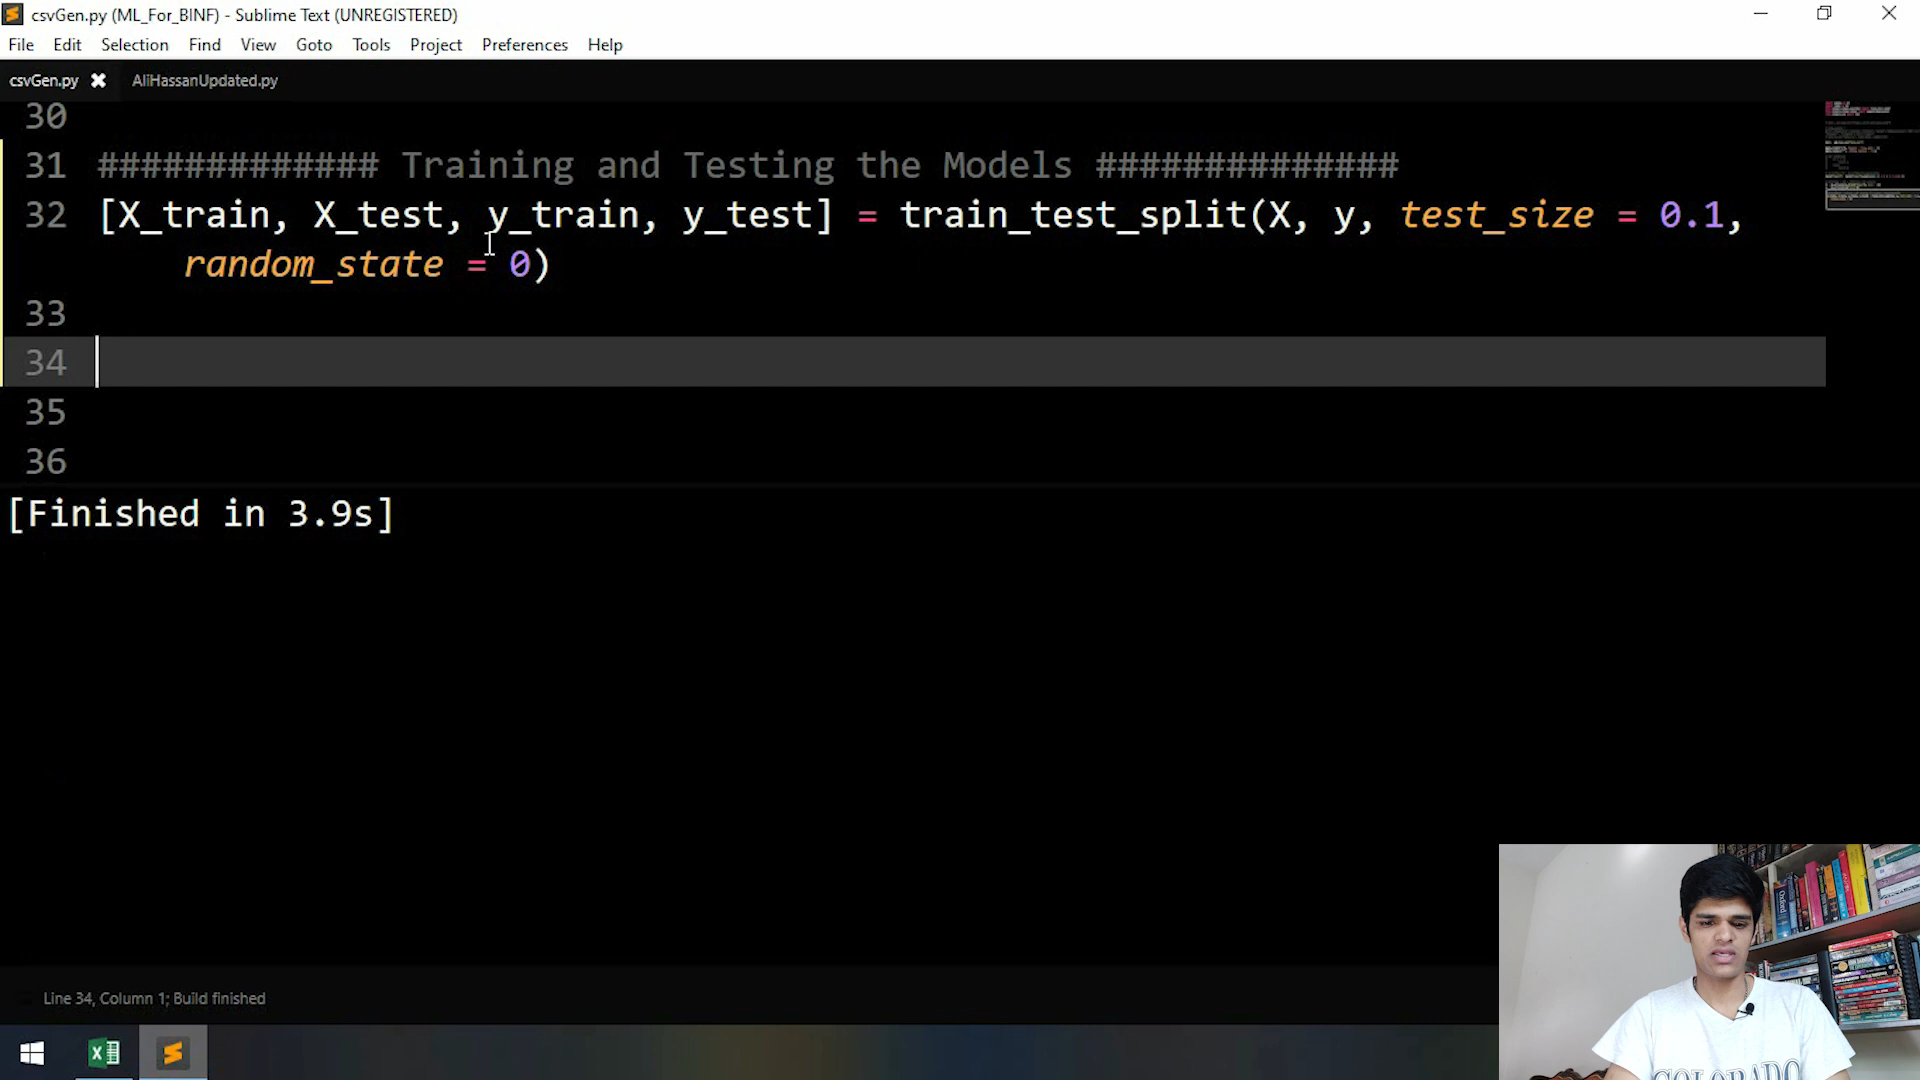 csvGen.py (ML_For_BINF) - Sublime Text (UNREGISTERED)
File Edit Selection Find View Goto Tools Project Preferences Help
csvGen.py AliHassanUpdated.py
30
31 ############# Training and Testing the Models ##############
32 [X_train, X_test, y_train, y_test] = train_test_split(X, y, test_size = 0.1,
random_state = 0)
33
34
35
36
[Finished in 3.9s]
Line 34, Column 1; Build finished
Oxford
COLORADO